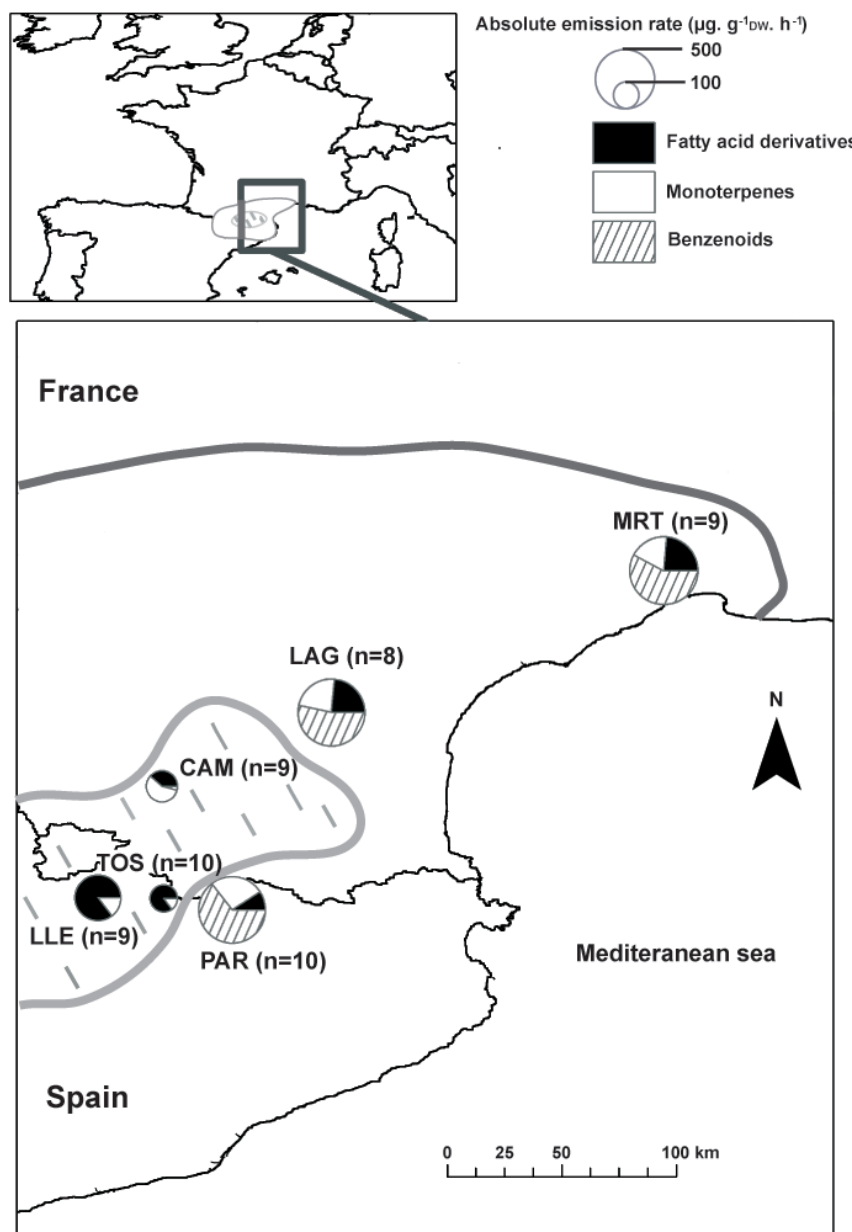 Absolute emission rate (µg. g⁻¹DW. h⁻¹)
500
100
Fatty acid derivatives
Monoterpenes
Benzenoids
France
MRT (n=9)
LAG (n=8)
N
CAM (n=9)
TOS (n=10)
LLE (n=9)
PAR (n=10)
Mediteranean sea
Spain
0 25 50 100 km